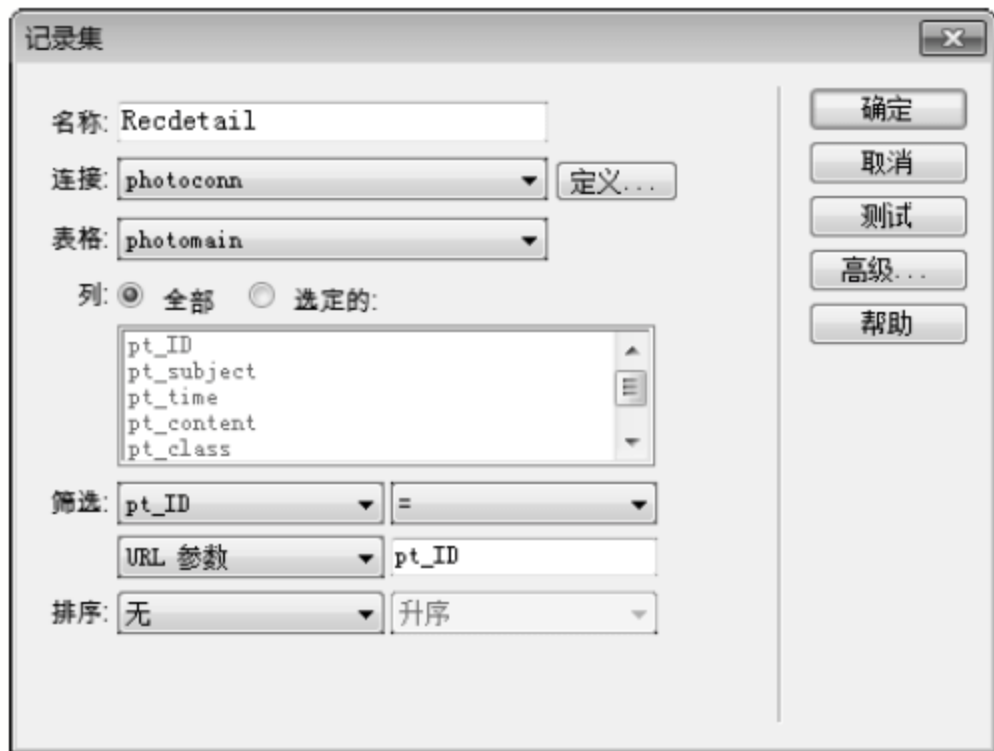 记录集
名称: Recdetail
连接: photoconn 定义...
表格: photomain
列: 全部 选定的:
pt_ID
pt_subject
pt_time
pt_content
pt_class
筛选: pt_ID =
URL 参数 pt_ID
排序: 无 升序
确定
取消
测试
高级...
帮助